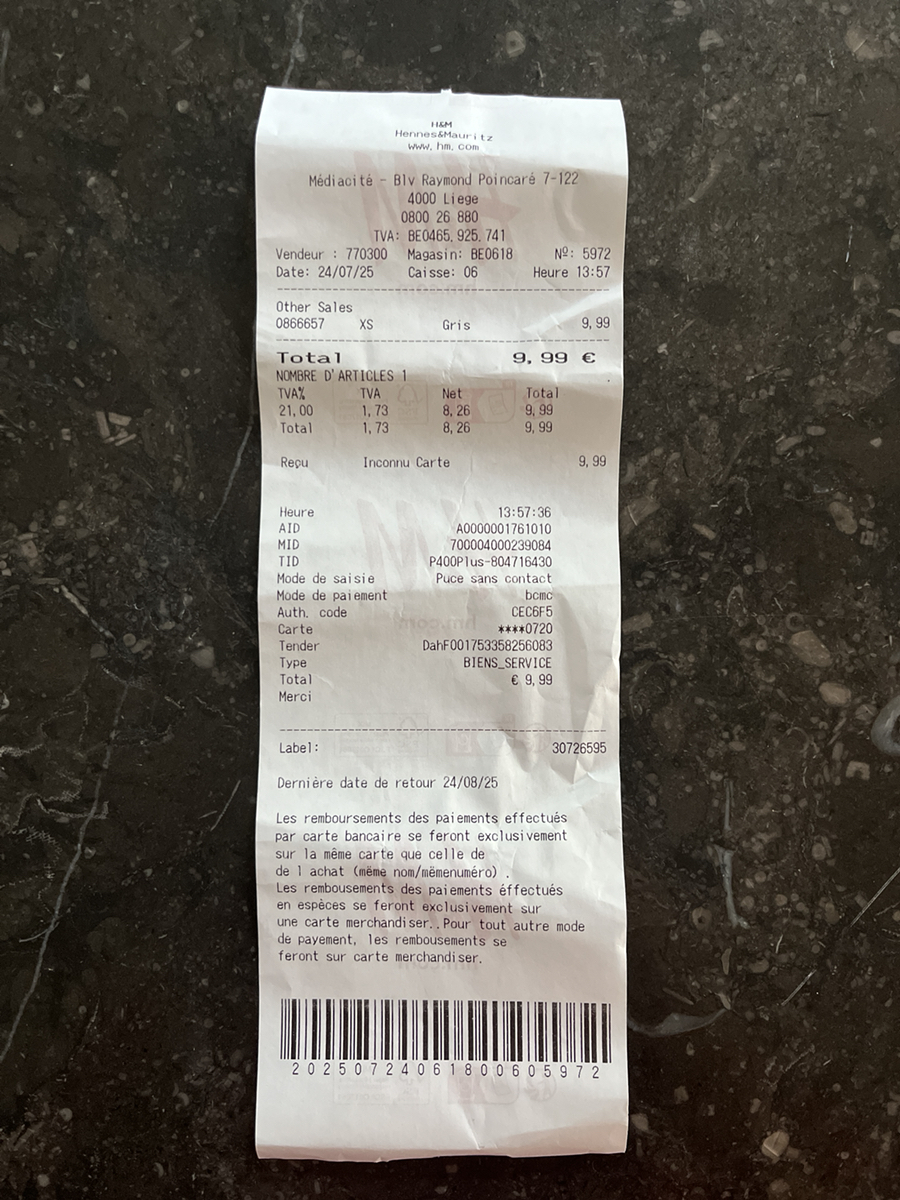 H&M
Hennes&Mauritz
www.hm.com
Médiacité - Blv Raymond Poincaré 7-122
4000 Liege
0800 26 880
TVA: BE0465.925.741
Vendeur : 770300 Magasin: BE0618 Nº: 5972
Date: 24/07/25 Caisse: 06 Heure 13:57
Other Sales
0866657 XS Gris 9,99
Total 9,99 €
NOMBRE D'ARTICLES 1
TVA% TVA Net Total
21,00 1,73 8,26 9,99
Total 1,73 8,26 9,99
Reçu Inconnu Carte 9,99
Heure 13:57:36
AID A0000001761010
MID 700004000239084
TID P400Plus-804716430
Mode de saisie Puce sans contact
Mode de paiement bcmc
Auth. code CEC6F5
Carte ****0720
Tender DahF001753358256083
Type BIENS_SERVICE
Total € 9,99
Merci
Label: 30726595
Dernière date de retour 24/08/25
Les remboursements des paiements effectués
par carte bancaire se feront exclusivement
sur la même carte que celle de
de l achat (même nom/mêmenuméro) .
Les rembousements des paiements éffectués
en espèces se feront exclusivement sur
une carte merchandiser..Pour tout autre mode
de payement, les rembousements se
feront sur carte merchandiser.
20250724061800605972